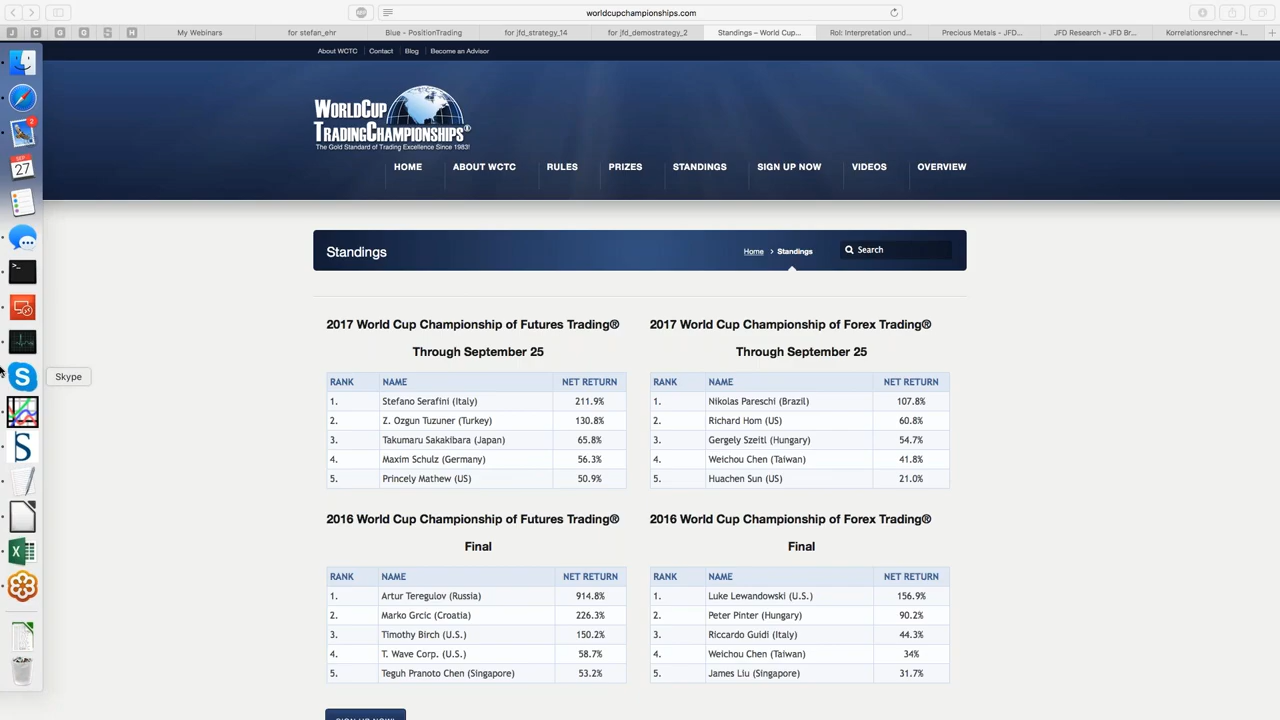 worldcupchampionships.com
J C G G S H My Webinars for stefan_ehr Blue - PositionTrading for jfd_strategy_14 for jfd_demostrategy_2 Standings – World Cup... RoI: Interpretation und... Precious Metals - JFD... JFD Research - JFD Br... Korrelationsrechner - I...
About WCTC Contact Blog Become an Advisor
WORLDCUP
TRADINGCHAMPIONSHIPS®
The Gold Standard of Trading Excellence Since 1983!
HOME ABOUT WCTC RULES PRIZES STANDINGS SIGN UP NOW VIDEOS OVERVIEW
2
SEP
27
Standings Home › Standings Search
2017 World Cup Championship of Futures Trading®
Through September 25
RANK NAME NET RETURN
1. Stefano Serafini (Italy) 211.9%
2. Z. Ozgun Tuzuner (Turkey) 130.8%
3. Takumaru Sakakibara (Japan) 65.8%
4. Maxim Schulz (Germany) 56.3%
5. Princely Mathew (US) 50.9%
2017 World Cup Championship of Forex Trading®
Through September 25
RANK NAME NET RETURN
1. Nikolas Pareschi (Brazil) 107.8%
2. Richard Hom (US) 60.8%
3. Gergely Szeitl (Hungary) 54.7%
4. Weichou Chen (Taiwan) 41.8%
5. Huachen Sun (US) 21.0%
Skype
2016 World Cup Championship of Futures Trading®
Final
RANK NAME NET RETURN
1. Artur Teregulov (Russia) 914.8%
2. Marko Grcic (Croatia) 226.3%
3. Timothy Birch (U.S.) 150.2%
4. T. Wave Corp. (U.S.) 58.7%
5. Teguh Pranoto Chen (Singapore) 53.2%
2016 World Cup Championship of Forex Trading®
Final
RANK NAME NET RETURN
1. Luke Lewandowski (U.S.) 156.9%
2. Peter Pinter (Hungary) 90.2%
3. Riccardo Guidi (Italy) 44.3%
4. Weichou Chen (Taiwan) 34%
5. James Liu (Singapore) 31.7%
SIGN UP NOW!